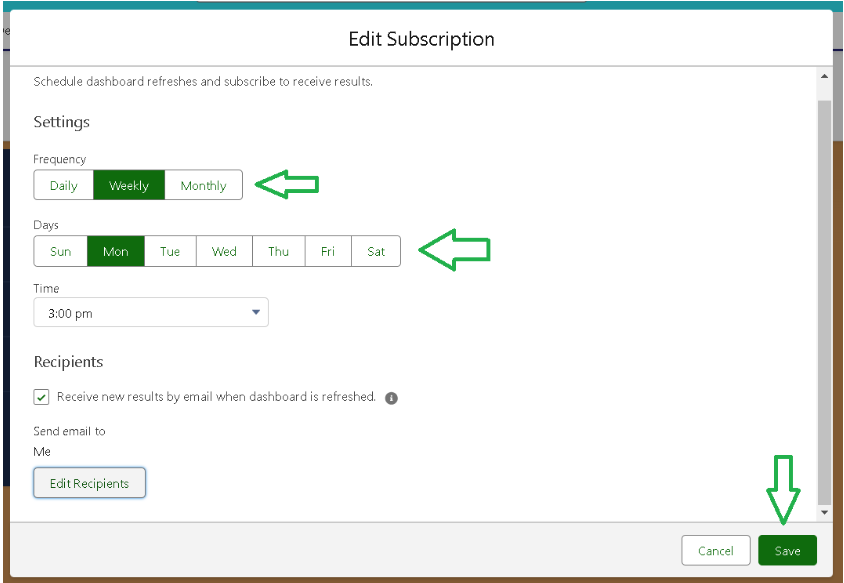 Edit Subscription
Schedule dashboard refreshes and subscribe to receive results.
Settings
Frequency
Daily Weekly Monthly
Days
Sun Mon Tue Wed Thu Fri Sat
Time
3:00 pm
Recipients
Receive new results by email when dashboard is refreshed.
Send email to
Me
Edit Recipients
Cancel Save